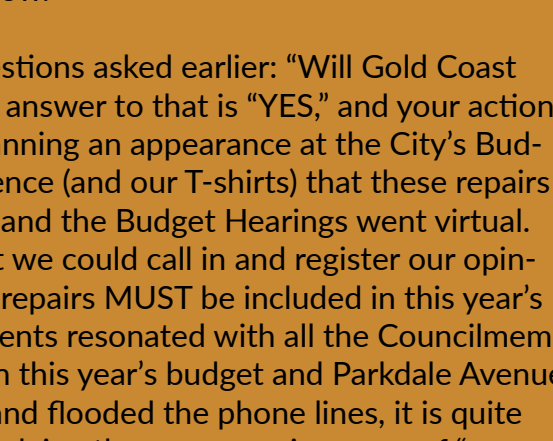 stions asked earlier: “Will Gold Coast
answer to that is “YES,” and your action
nning an appearance at the City’s Bud-
ence (and our T-shirts) that these repairs
and the Budget Hearings went virtual.
t we could call in and register our opin-
repairs MUST be included in this year’s
ents resonated with all the Councilmem
n this year’s budget and Parkdale Avenue
and flooded the phone lines, it is quite